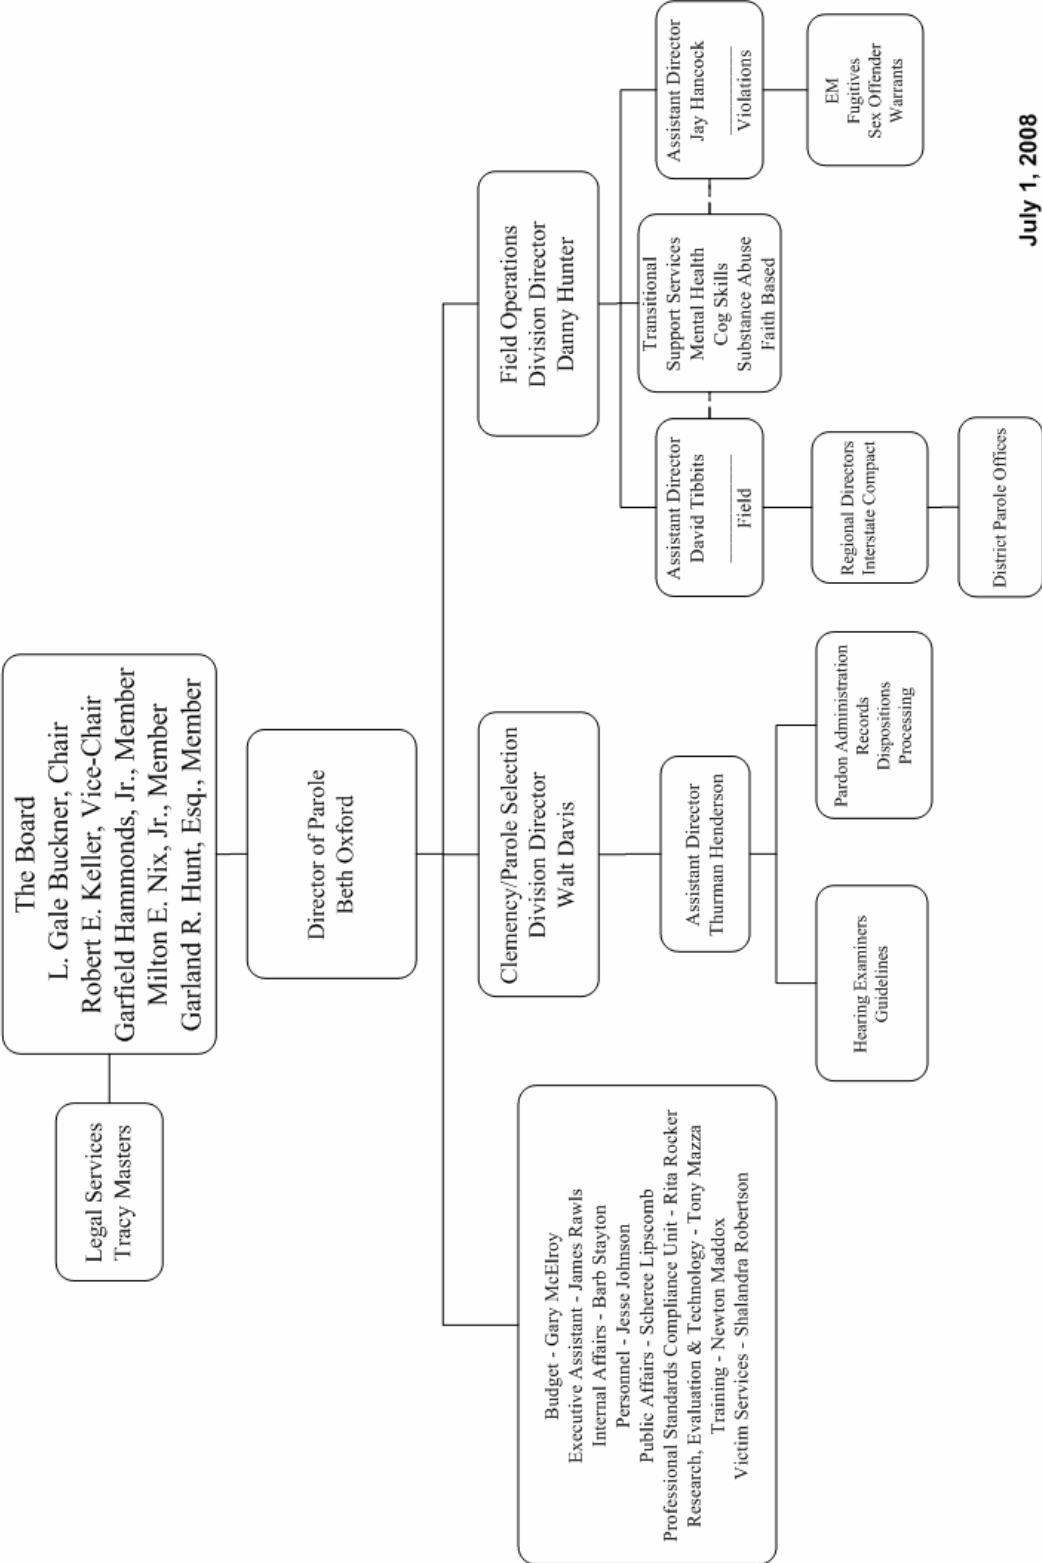 The Board
L. Gale Buckner, Chair
Robert E. Keller, Vice-Chair
Garfield Hammonds, Jr., Member
Milton E. Nix, Jr., Member
Garland R. Hunt, Esq., Member
Legal Services
Tracy Masters
Director of Parole
Beth Oxford
Budget - Gary McElroy
Executive Assistant - James Rawls
Internal Affairs - Barb Stayton
Personnel - Jesse Johnson
Public Affairs - Scheree Lipscomb
Professional Standards Compliance Unit - Rita Rocker
Research, Evaluation & Technology - Tony Mazza
Training - Newton Maddox
Victim Services - Shalandra Robertson
Clemency/Parole Selection
Division Director
Walt Davis
Assistant Director
Thurman Henderson
Hearing Examiners
Guidelines
Pardon Administration
Records
Dispositions
Processing
Field Operations
Division Director
Danny Hunter
Assistant Director
David Tibbits
Field
Transitional
Support Services
Mental Health
Cog Skills
Substance Abuse
Faith Based
Assistant Director
Jay Hancock
Violations
Regional Directors
Interstate Compact
District Parole Offices
EM
Fugitives
Sex Offender
Warrants
July 1, 2008